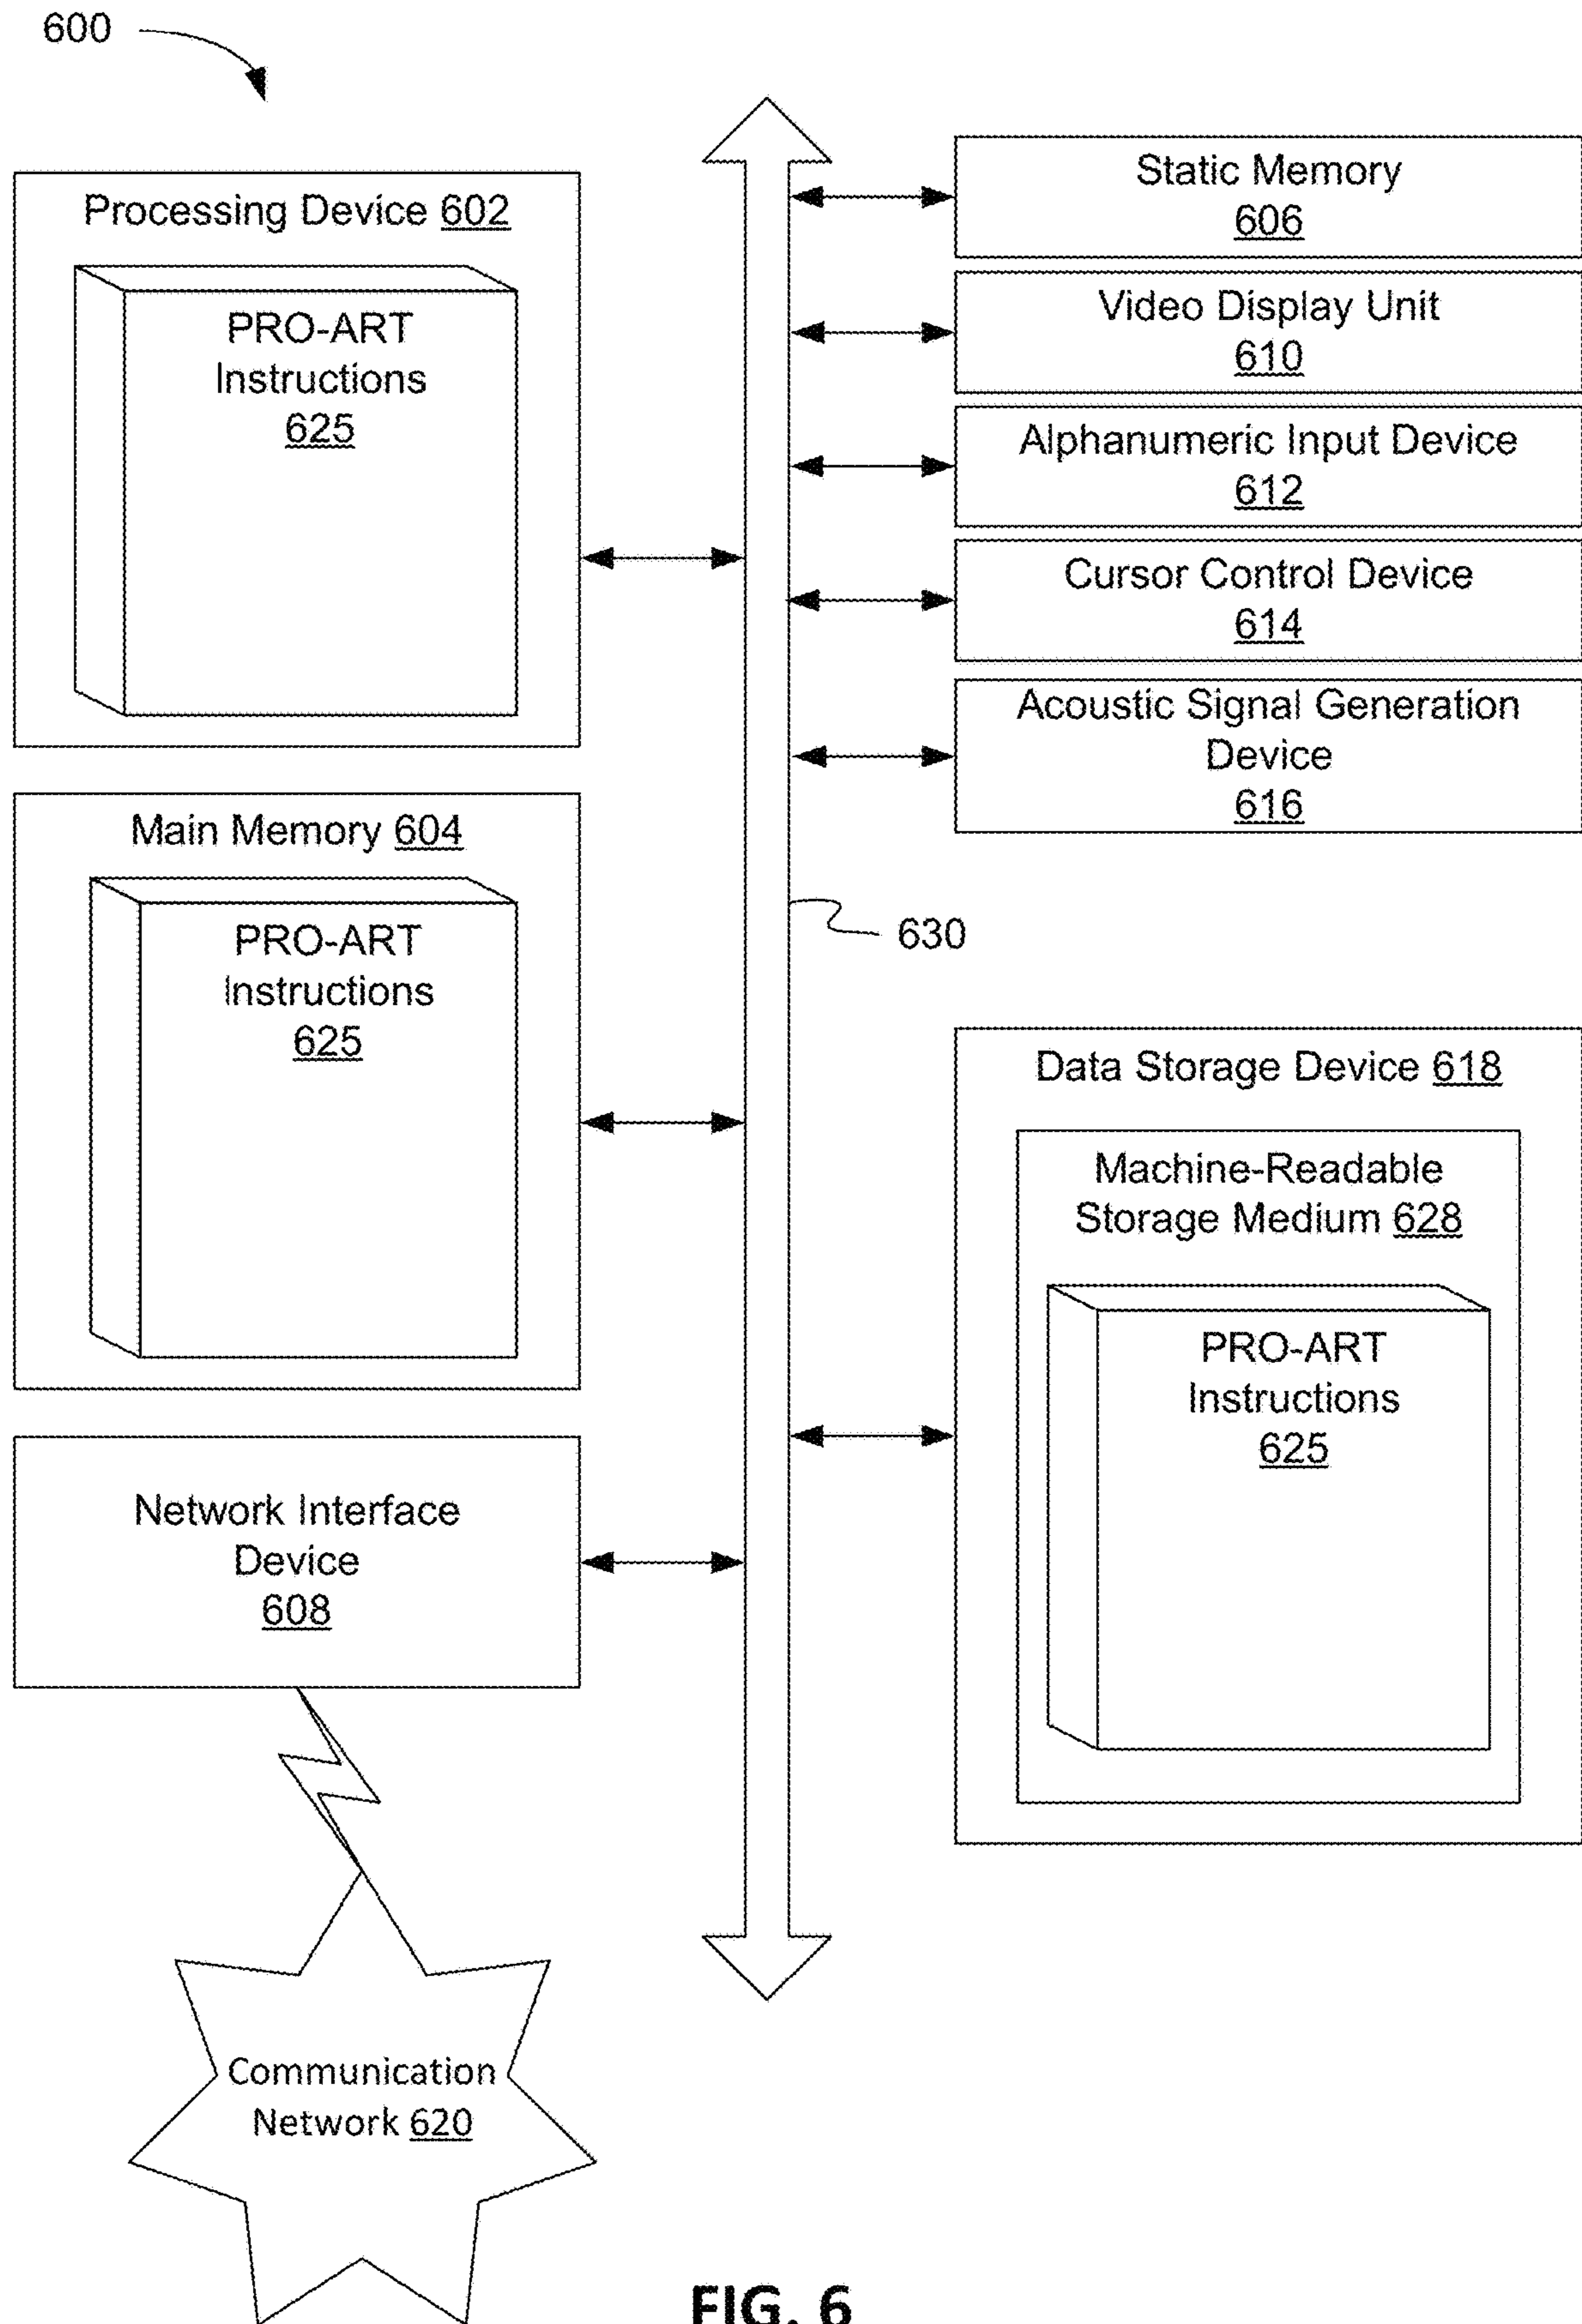 600
Processing Device 602
PRO-ART
Instructions
625
Main Memory 604
PRO-ART
Instructions
625
Network Interface
Device
608
Communication
Network 620
630
Static Memory
606
Video Display Unit
610
Alphanumeric Input Device
612
Cursor Control Device
614
Acoustic Signal Generation
Device
616
Data Storage Device 618
Machine-Readable
Storage Medium 628
PRO-ART
Instructions
625
FIG. 6